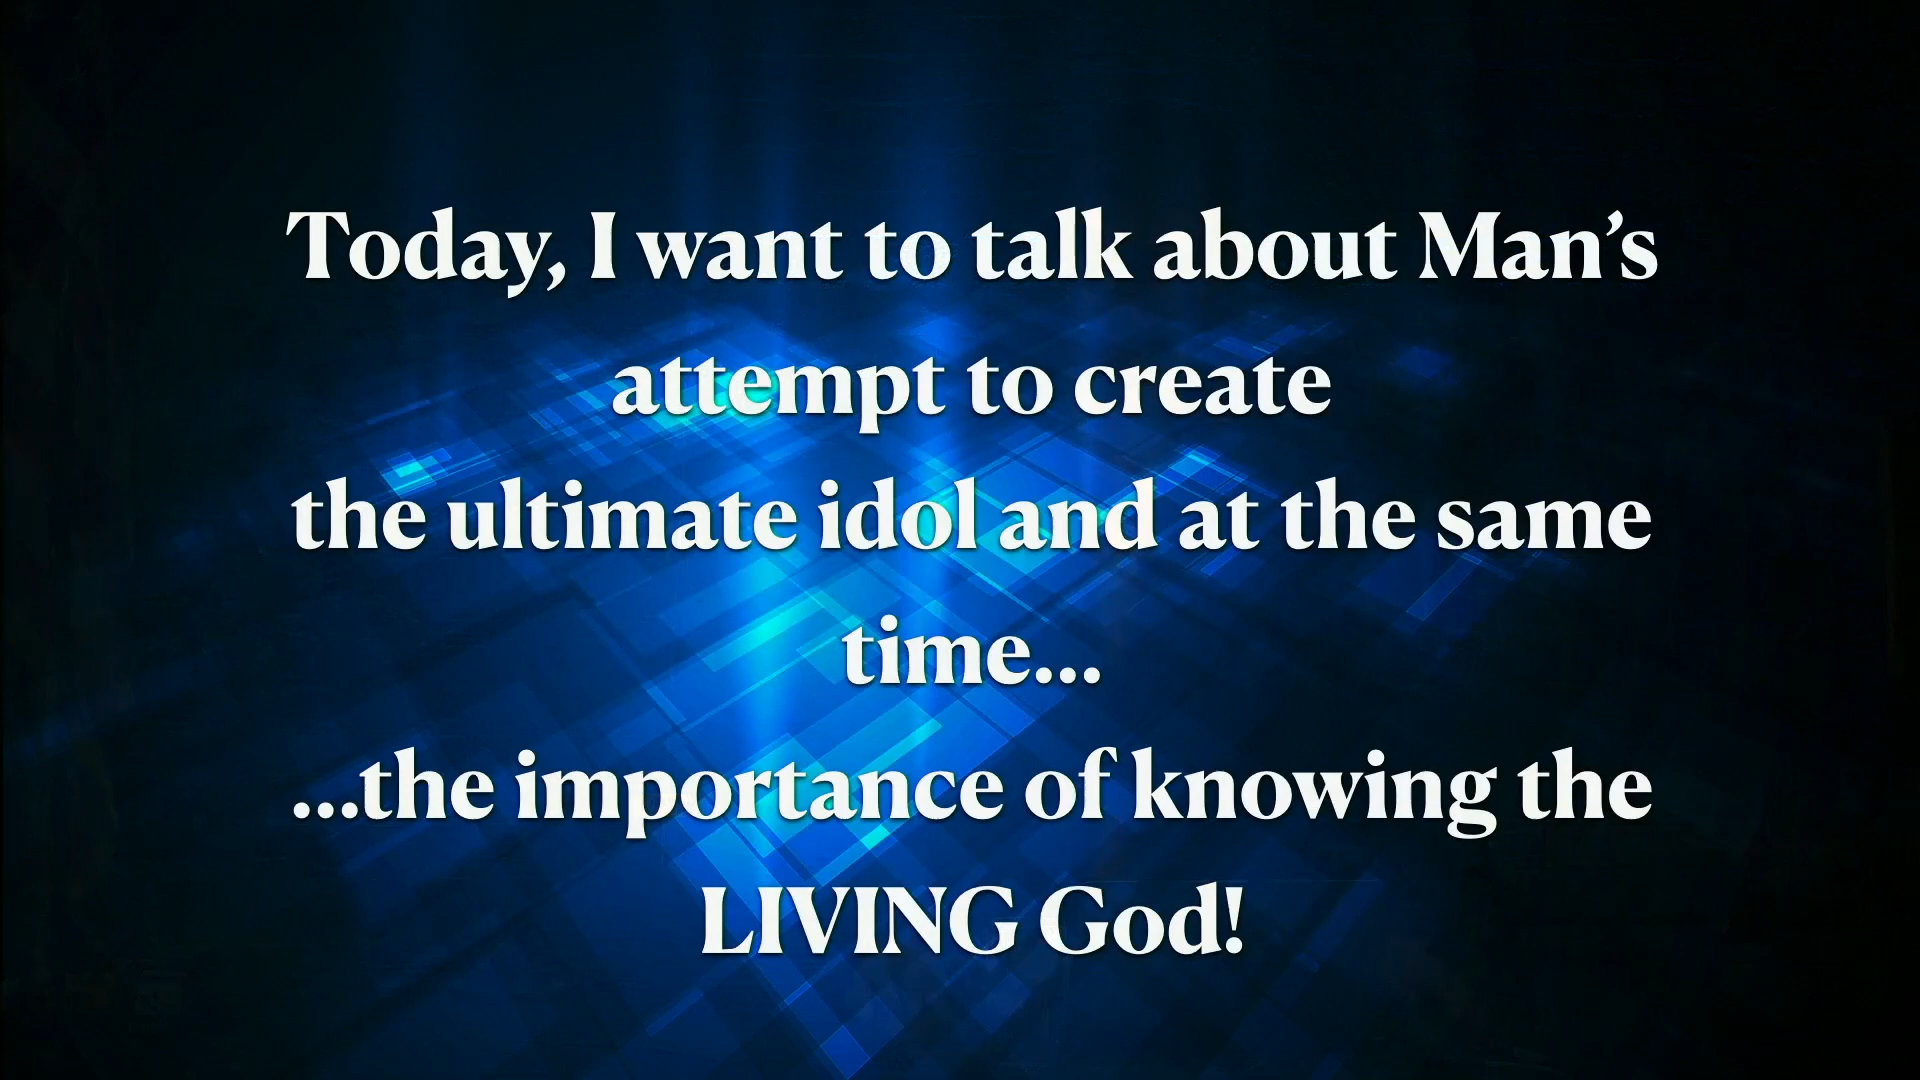 Today, I want to talk about Man’s
attempt to create
the ultimate idol and at the same
time...
...the importance of knowing the
LIVING God!